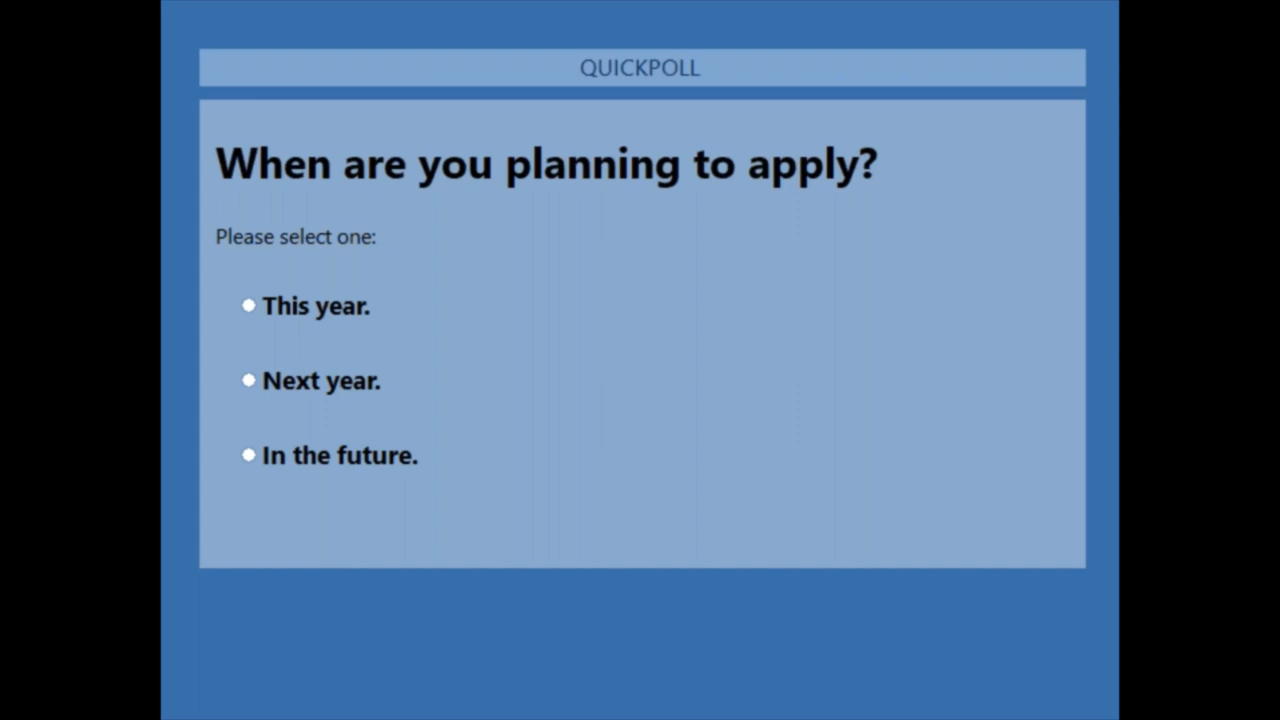 QUICKPOLL
When are you planning to apply?
Please select one:
This year.
Next year.
In the future.